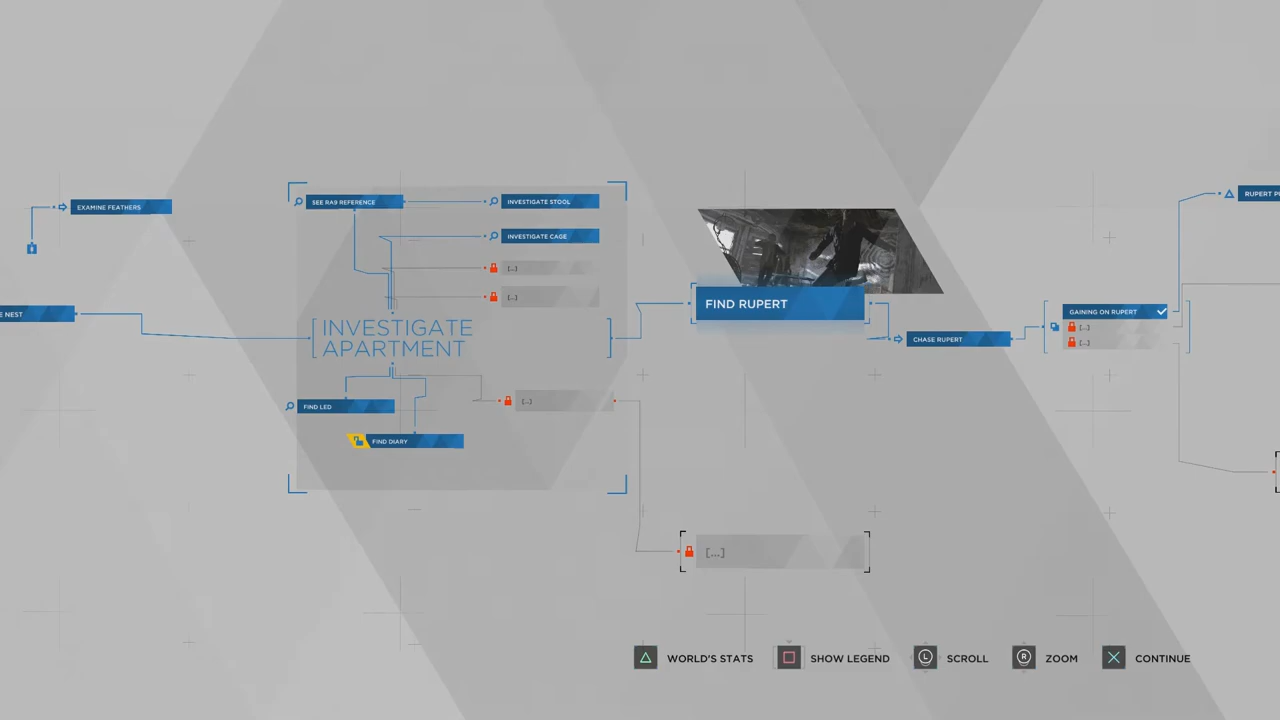 EXAMINE FEATHERS
E NEST
SEE RA9 REFERENCE
INVESTIGATE STOOL
INVESTIGATE CAGE
[...]
[...]
INVESTIGATE
APARTMENT
FIND LED
[...]
FIND DIARY
FIND RUPERT
CHASE RUPERT
GAINING ON RUPERT
[...]
[...]
RUPERT P
[...]
WORLD'S STATS
SHOW LEGEND
L SCROLL
R ZOOM
CONTINUE